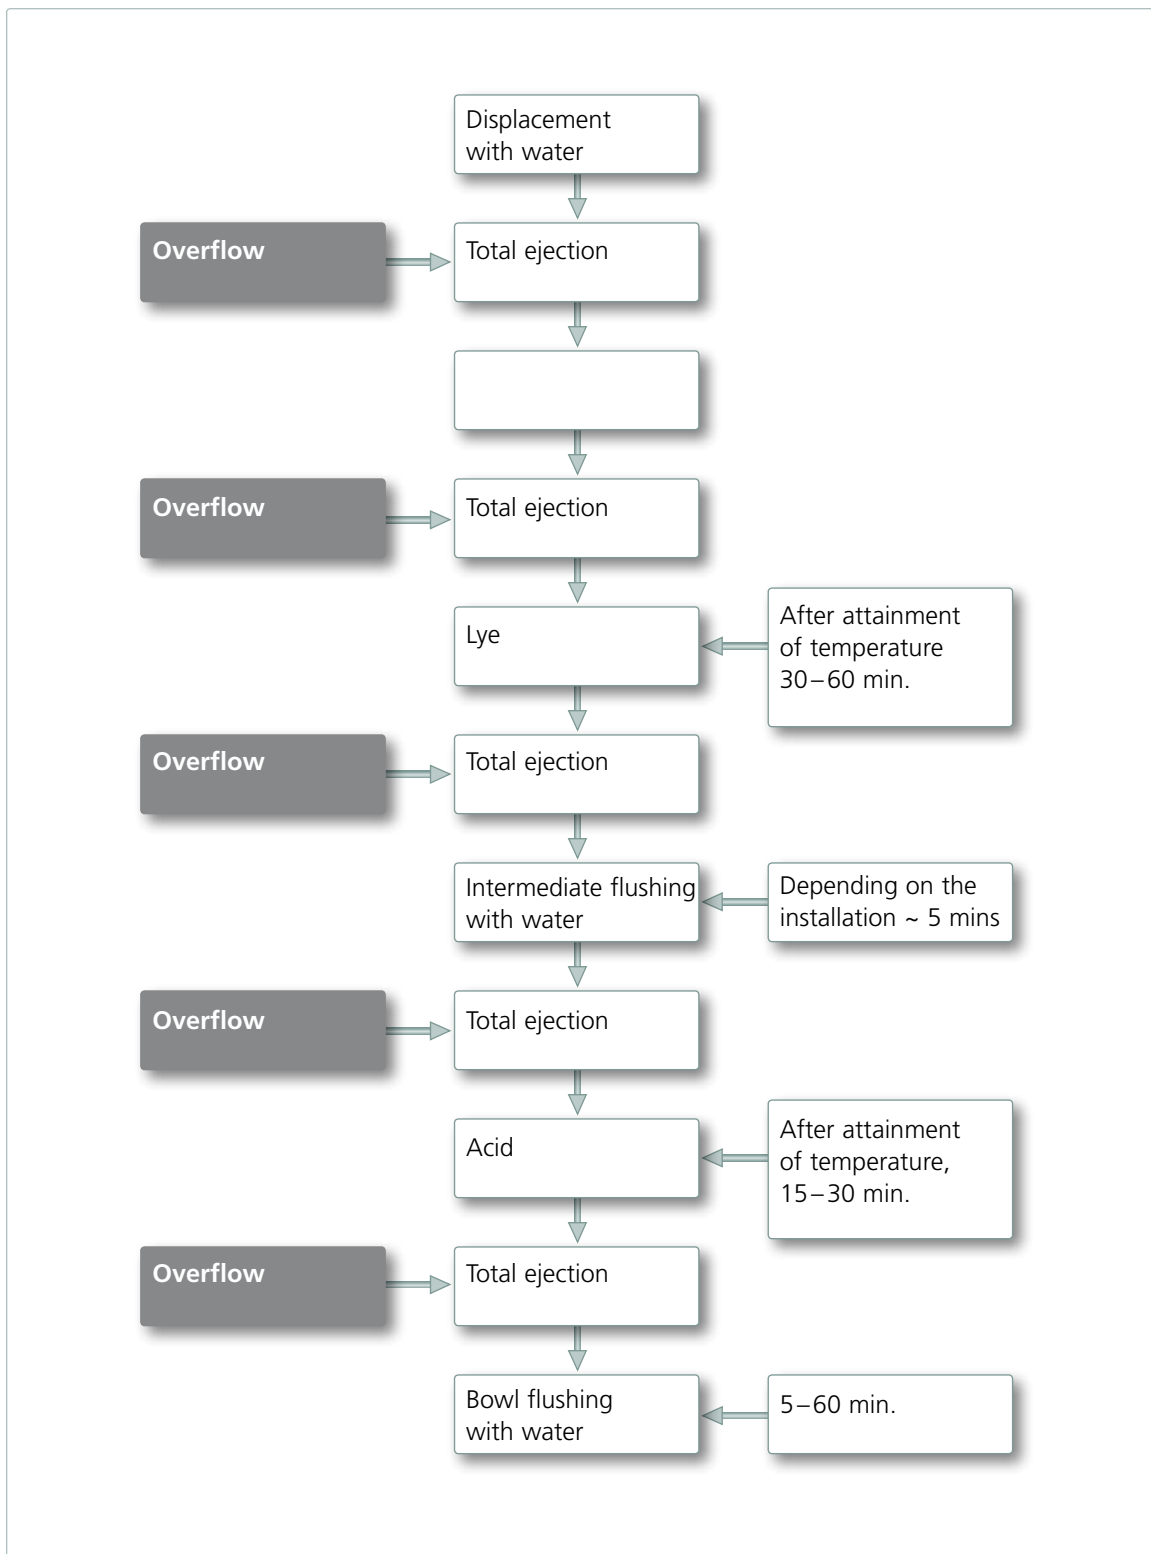 Displacement
with water
Overflow
Total ejection
Overflow
Total ejection
Lye
After attainment
of temperature
30–60 min.
Overflow
Total ejection
Intermediate flushing
with water
Depending on the
installation ~ 5 mins
Overflow
Total ejection
Acid
After attainment
of temperature,
15–30 min.
Overflow
Total ejection
Bowl flushing
with water
5–60 min.